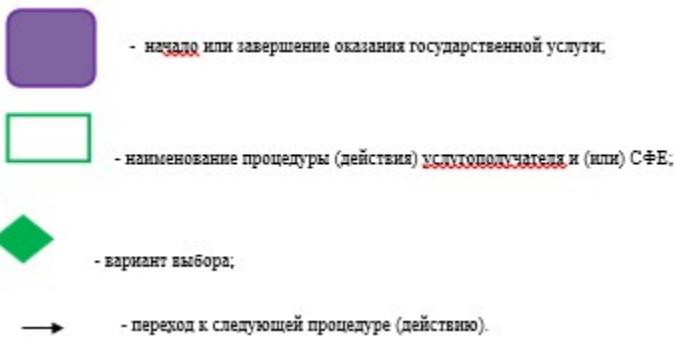 - начало или завершение оказания государственной услуги;
- наименование процедуры (действия) услугополучателя и (или) СФЕ;
- вариант выбора;
- переход к следующей процедуре (действию).